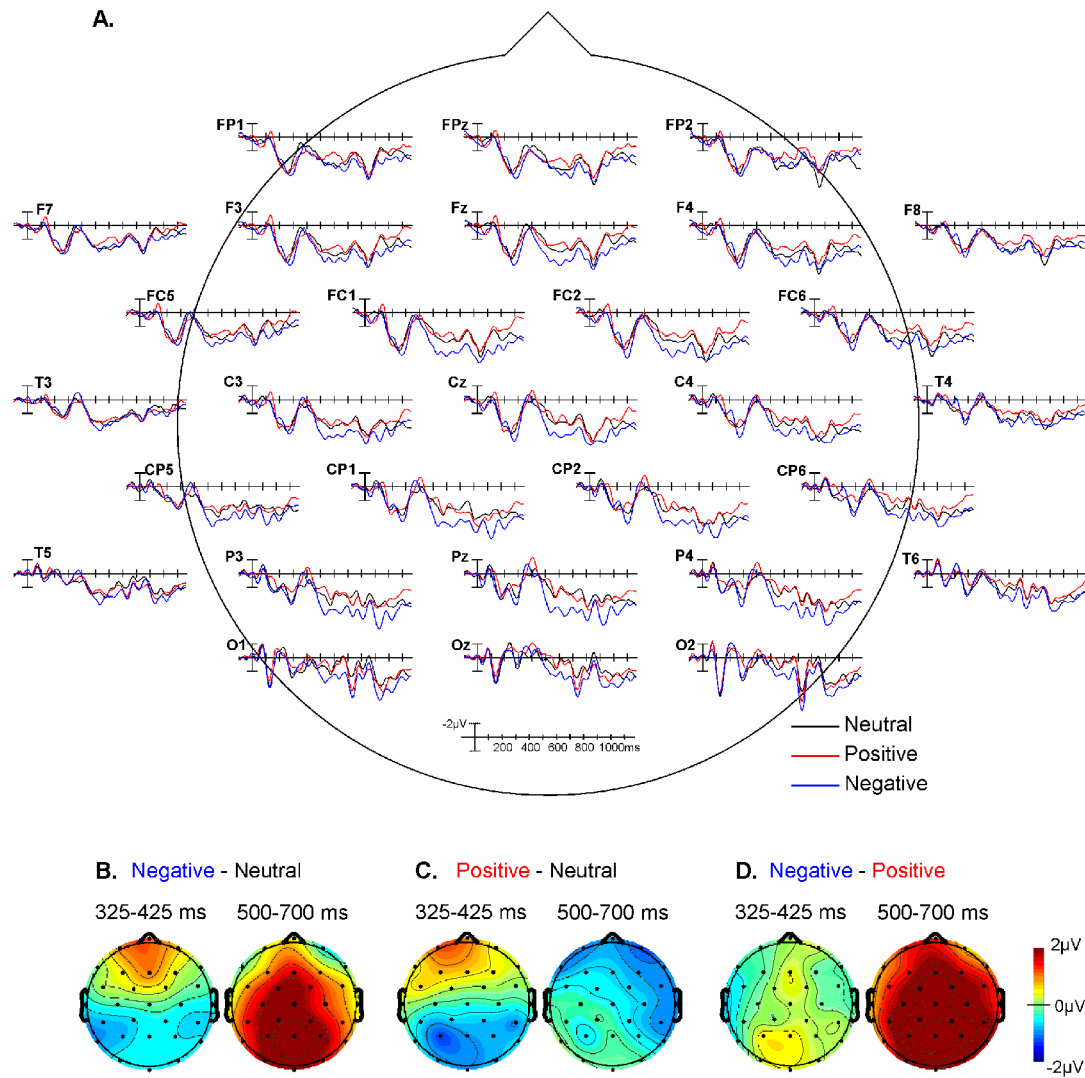 A.
FP1 FPz FP2
F7 F3 Fz F4 F8
FC5 FC1 FC2 FC6
T3 C3 Cz C4 T4
CP5 CP1 CP2 CP6
T5 P3 Pz P4 T6
O1 Oz O2
-2µV
200 400 600 800 1000ms
Neutral
Positive
Negative
B. Negative - Neutral
325-425 ms 500-700 ms
C. Positive - Neutral
325-425 ms 500-700 ms
D. Negative - Positive
325-425 ms 500-700 ms
2µV
0µV
-2µV